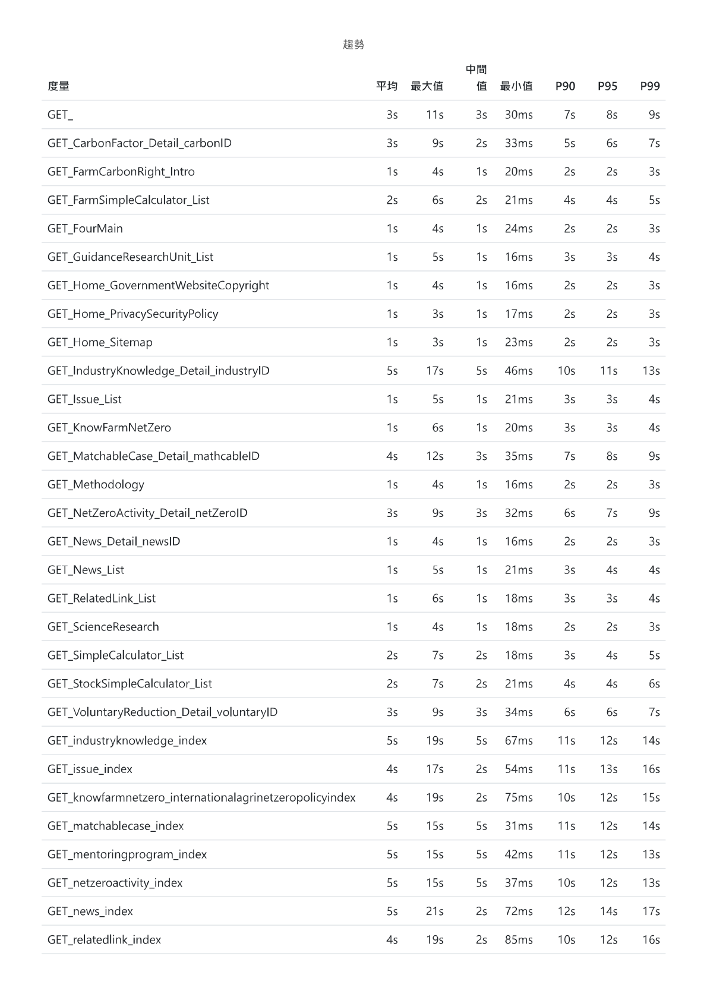 趨勢
度量 平均 最大值 中間值 最小值 P90 P95 P99
GET_ 3s 11s 3s 30ms 7s 8s 9s
GET_CarbonFactor_Detail_carbonID 3s 9s 2s 33ms 5s 6s 7s
GET_FarmCarbonRight_Intro 1s 4s 1s 20ms 2s 2s 3s
GET_FarmSimpleCalculator_List 2s 6s 2s 21ms 4s 4s 5s
GET_FourMain 1s 4s 1s 24ms 2s 2s 3s
GET_GuidanceResearchUnit_List 1s 5s 1s 16ms 3s 3s 4s
GET_Home_GovernmentWebsiteCopyright 1s 4s 1s 16ms 2s 2s 3s
GET_Home_PrivacySecurityPolicy 1s 3s 1s 17ms 2s 2s 3s
GET_Home_Sitemap 1s 3s 1s 23ms 2s 2s 3s
GET_IndustryKnowledge_Detail_industryID 5s 17s 5s 46ms 10s 11s 13s
GET_Issue_List 1s 5s 1s 21ms 3s 3s 4s
GET_KnowFarmNetZero 1s 6s 1s 20ms 3s 3s 4s
GET_MatchableCase_Detail_mathcableID 4s 12s 3s 35ms 7s 8s 9s
GET_Methodology 1s 4s 1s 16ms 2s 2s 3s
GET_NetZeroActivity_Detail_netZeroID 3s 9s 3s 32ms 6s 7s 9s
GET_News_Detail_newsID 1s 4s 1s 16ms 2s 2s 3s
GET_News_List 1s 5s 1s 21ms 3s 4s 4s
GET_RelatedLink_List 1s 6s 1s 18ms 3s 3s 4s
GET_ScienceResearch 1s 4s 1s 18ms 2s 2s 3s
GET_SimpleCalculator_List 2s 7s 2s 18ms 3s 4s 5s
GET_StockSimpleCalculator_List 2s 7s 2s 21ms 4s 4s 6s
GET_VoluntaryReduction_Detail_voluntaryID 3s 9s 3s 34ms 6s 6s 7s
GET_industryknowledge_index 5s 19s 5s 67ms 11s 12s 14s
GET_issue_index 4s 17s 2s 54ms 11s 13s 16s
GET_knowfarmnetzero_internationalagrinetzeropolicyindex 4s 19s 2s 75ms 10s 12s 15s
GET_matchablecase_index 5s 15s 5s 31ms 11s 12s 14s
GET_mentoringprogram_index 5s 15s 5s 42ms 11s 12s 13s
GET_netzeroactivity_index 5s 15s 5s 37ms 10s 12s 13s
GET_news_index 5s 21s 2s 72ms 12s 14s 17s
GET_relatedlink_index 4s 19s 2s 85ms 10s 12s 16s